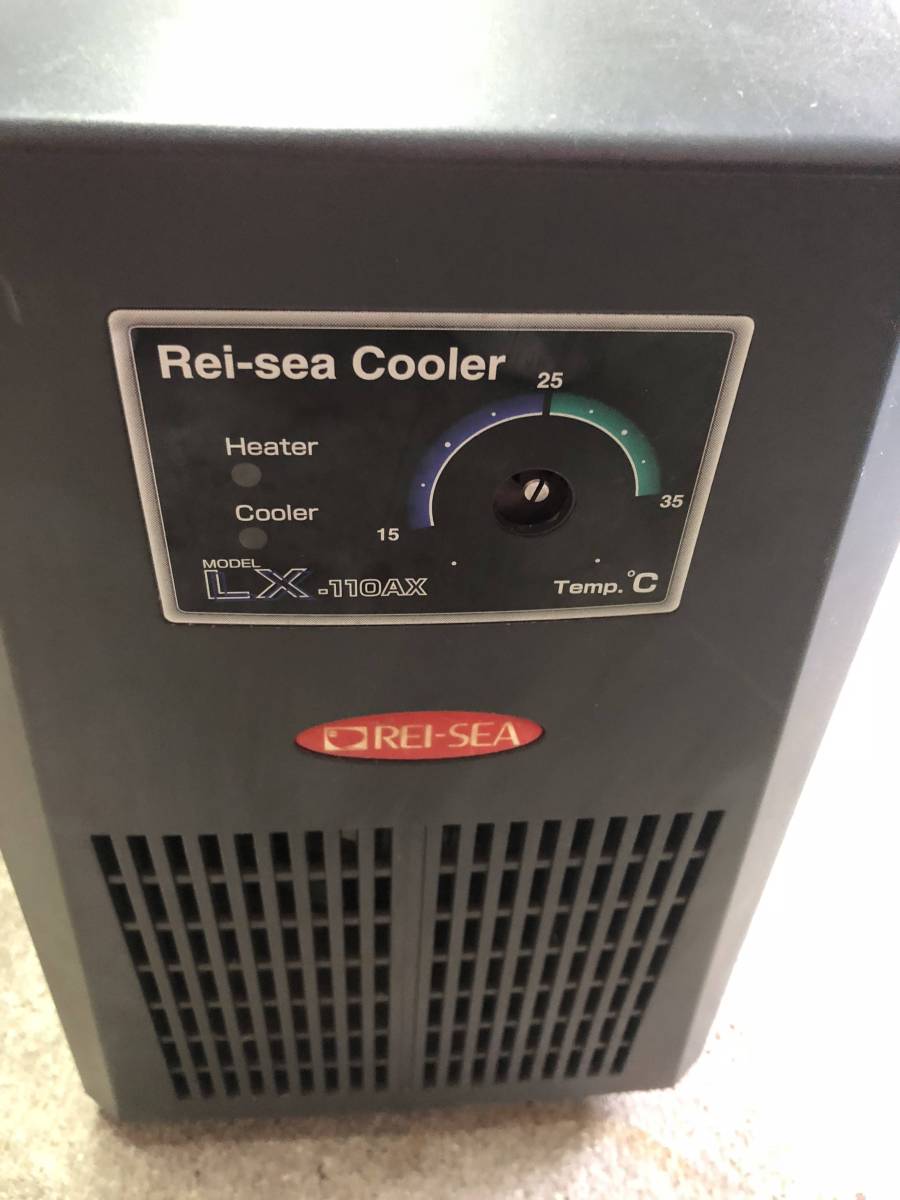 Rei-sea Cooler
25
Heater
Cooler
15
35
MODEL
LX-110AX
Temp.°C
REI-SEA